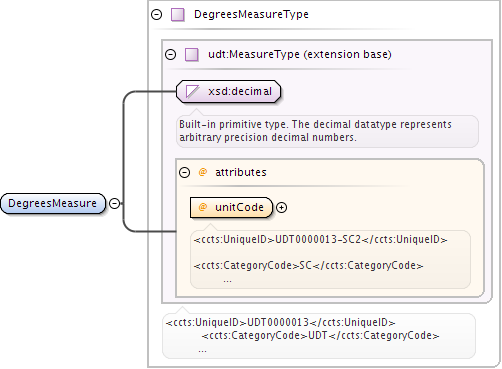 DegreesMeasureType
udt:MeasureType (extension base)
xsd:decimal
Built-in primitive type. The decimal datatype represents
arbitrary precision decimal numbers.
@ attributes
DegreesMeasure
@ unitCode
<ccts:UniqueID>UDT0000013-SC2</ccts:UniqueID>
<ccts:CategoryCode>SC</ccts:CategoryCode>
...
<ccts:UniqueID>UDT0000013</ccts:UniqueID>
<ccts:CategoryCode>UDT</ccts:CategoryCode>
...